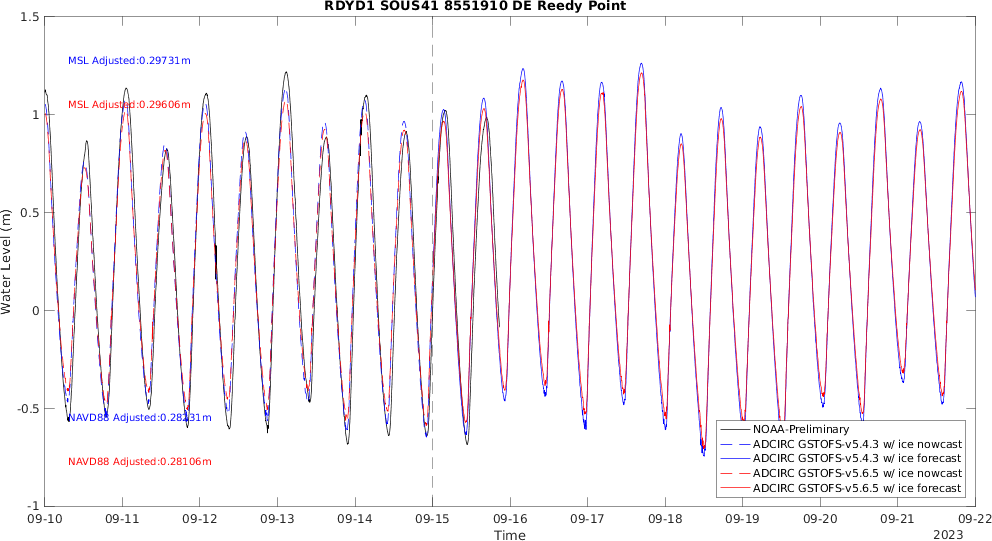 RDYD1 SOUS41 8551910 DE Reedy Point
1.5
1
0.5
0
-0.5
-1
Water Level (m)
MSL Adjusted:0.29731m
MSL Adjusted:0.29606m
NAVD88 Adjusted:0.28231m
NAVD88 Adjusted:0.28106m
NOAA-Preliminary
ADCIRC GSTOFS-v5.4.3 w/ ice nowcast
ADCIRC GSTOFS-v5.4.3 w/ ice forecast
ADCIRC GSTOFS-v5.6.5 w/ ice nowcast
ADCIRC GSTOFS-v5.6.5 w/ ice forecast
09-10 09-11 09-12 09-13 09-14 09-15 09-16 09-17 09-18 09-19 09-20 09-21 09-22
Time
2023